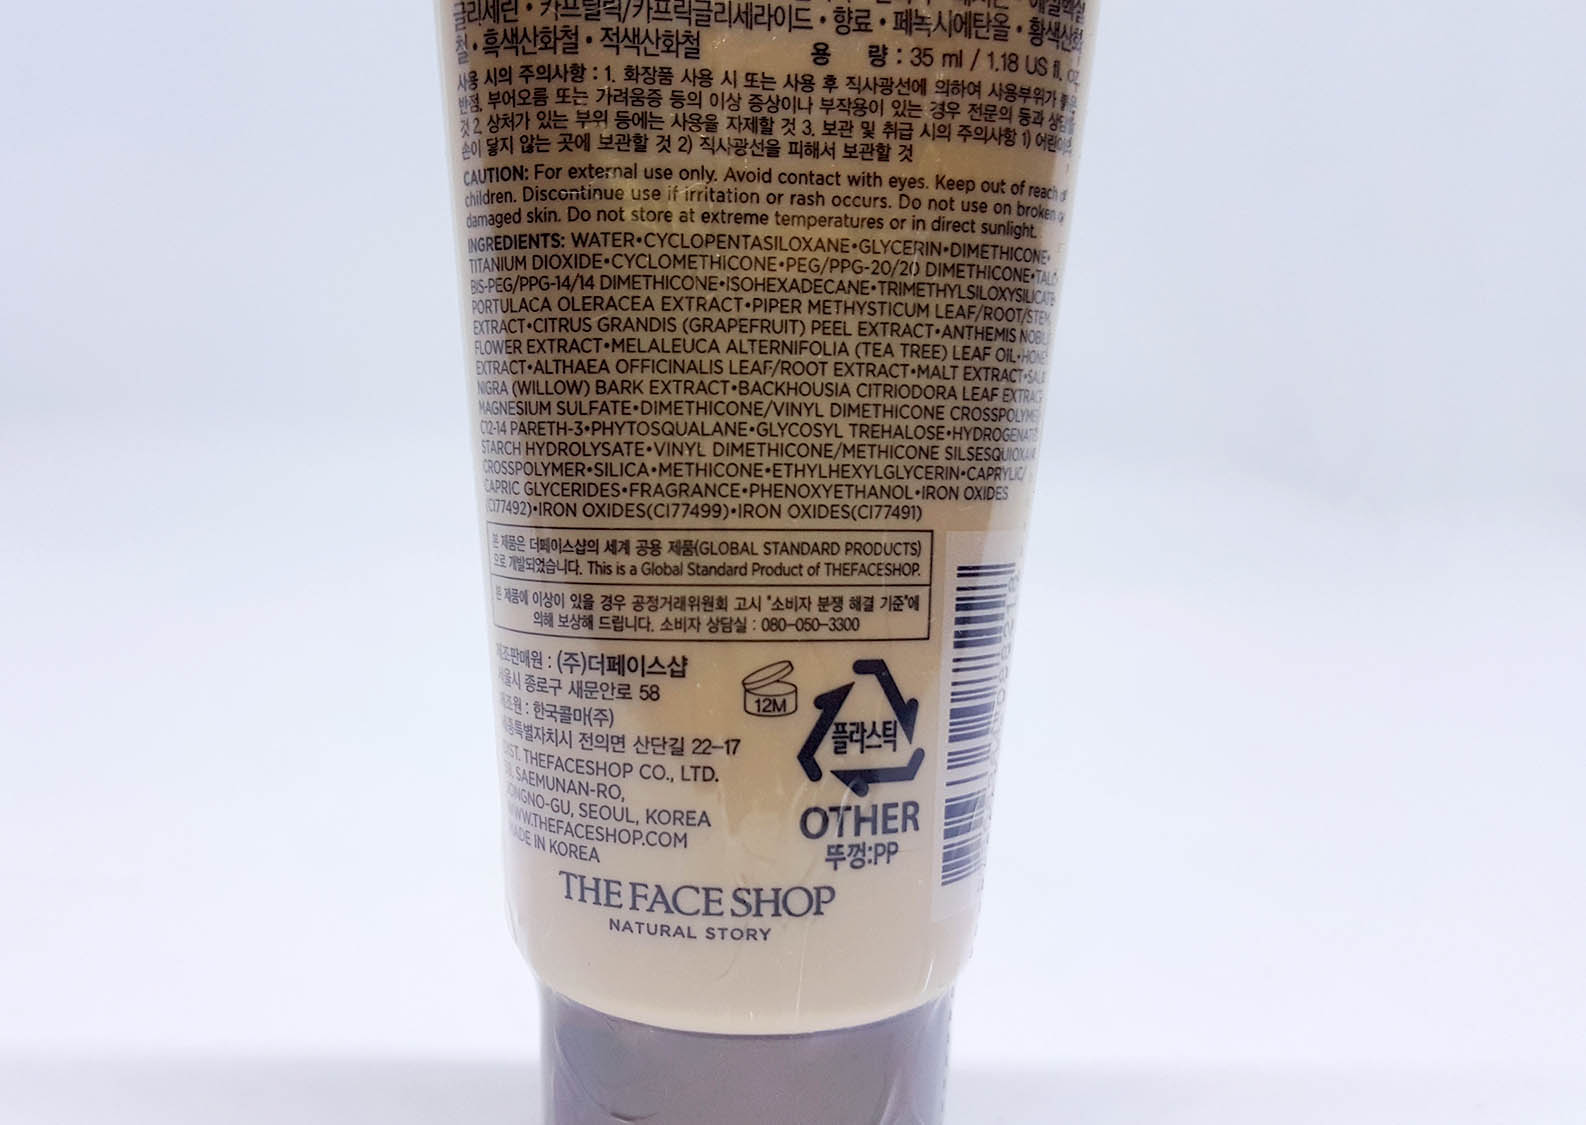 글리세린 • 카프릴릭/카프릭글리세라이드 • 향료 • 페녹시에탄올 • 황색산화
철 • 흑색산화철 • 적색산화철 용 량 : 35 ml / 1.18 US fl. oz.
사용 시의 주의사항 : 1. 화장품 사용 시 또는 사용 후 직사광선에 의하여 사용부위가 붉은
반점, 부어오름 또는 가려움증 등의 이상 증상이나 부작용이 있는 경우 전문의 등과 상담할
것 2. 상처가 있는 부위 등에는 사용을 자제할 것 3. 보관 및 취급 시의 주의사항 1) 어린이의
손이 닿지 않는 곳에 보관할 것 2) 직사광선을 피해서 보관할 것
CAUTION: For external use only. Avoid contact with eyes. Keep out of reach of
children. Discontinue use if irritation or rash occurs. Do not use on broken or
damaged skin. Do not store at extreme temperatures or in direct sunlight.
INGREDIENTS: WATER•CYCLOPENTASILOXANE•GLYCERIN•DIMETHICONE•
TITANIUM DIOXIDE•CYCLOMETHICONE•PEG/PPG-20/20 DIMETHICONE•TALC•
BIS-PEG/PPG-14/14 DIMETHICONE•ISOHEXADECANE•TRIMETHYLSILOXYSILICATE•
PORTULACA OLERACEA EXTRACT•PIPER METHYSTICUM LEAF/ROOT/STEM
EXTRACT•CITRUS GRANDIS (GRAPEFRUIT) PEEL EXTRACT•ANTHEMIS NOBILIS
FLOWER EXTRACT•MELALEUCA ALTERNIFOLIA (TEA TREE) LEAF OIL•HONEY
EXTRACT•ALTHAEA OFFICINALIS LEAF/ROOT EXTRACT•MALT EXTRACT•SALIX
NIGRA (WILLOW) BARK EXTRACT•BACKHOUSIA CITRIODORA LEAF EXTRACT•
MAGNESIUM SULFATE•DIMETHICONE/VINYL DIMETHICONE CROSSPOLYMER•
C12-14 PARETH-3•PHYTOSQUALANE•GLYCOSYL TREHALOSE•HYDROGENATED
STARCH HYDROLYSATE•VINYL DIMETHICONE/METHICONE SILSESQUIOXANE
CROSSPOLYMER•SILICA•METHICONE•ETHYLHEXYLGLYCERIN•CAPRYLIC/
CAPRIC GLYCERIDES•FRAGRANCE•PHENOXYETHANOL•IRON OXIDES
(CI77492)•IRON OXIDES(CI77499)•IRON OXIDES(CI77491)
본 제품은 더페이스샵의 세계 공용 제품(GLOBAL STANDARD PRODUCTS)
으로 개발되었습니다. This is a Global Standard Product of THEFACESHOP.
본 제품에 이상이 있을 경우 공정거래위원회 고시 "소비자 분쟁 해결 기준"에
의해 보상해 드립니다. 소비자 상담실 : 080-050-3300
제조판매원 : (주)더페이스샵
서울시 종로구 새문안로 58
제조원 : 한국콜마(주)
세종특별자치시 전의면 산단길 22-17
DIST. THEFACESHOP CO., LTD.
58, SAEMUNAN-RO,
JONGNO-GU, SEOUL, KOREA
WWW.THEFACESHOP.COM
MADE IN KOREA
12M
플라스틱
OTHER
뚜껑:PP
THE FACE SHOP
NATURAL STORY